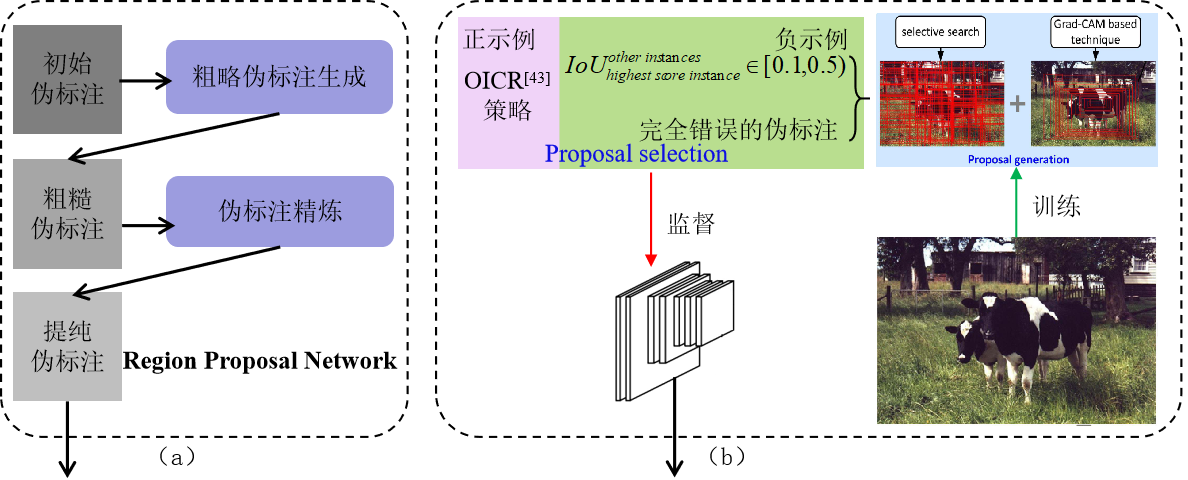 初始
伪标注
粗略伪标注生成
粗糙
伪标注
伪标注精炼
提纯
伪标注
Region Proposal Network
(a)
正示例
OICR[43]
策略
负示例
IoU^{other instances}_{highest score instance} ∈ [0.1,0.5)
完全错误的伪标注
Proposal selection
selective search
Grad-CAM based
technique
+
Proposal generation
监督
训练
(b)